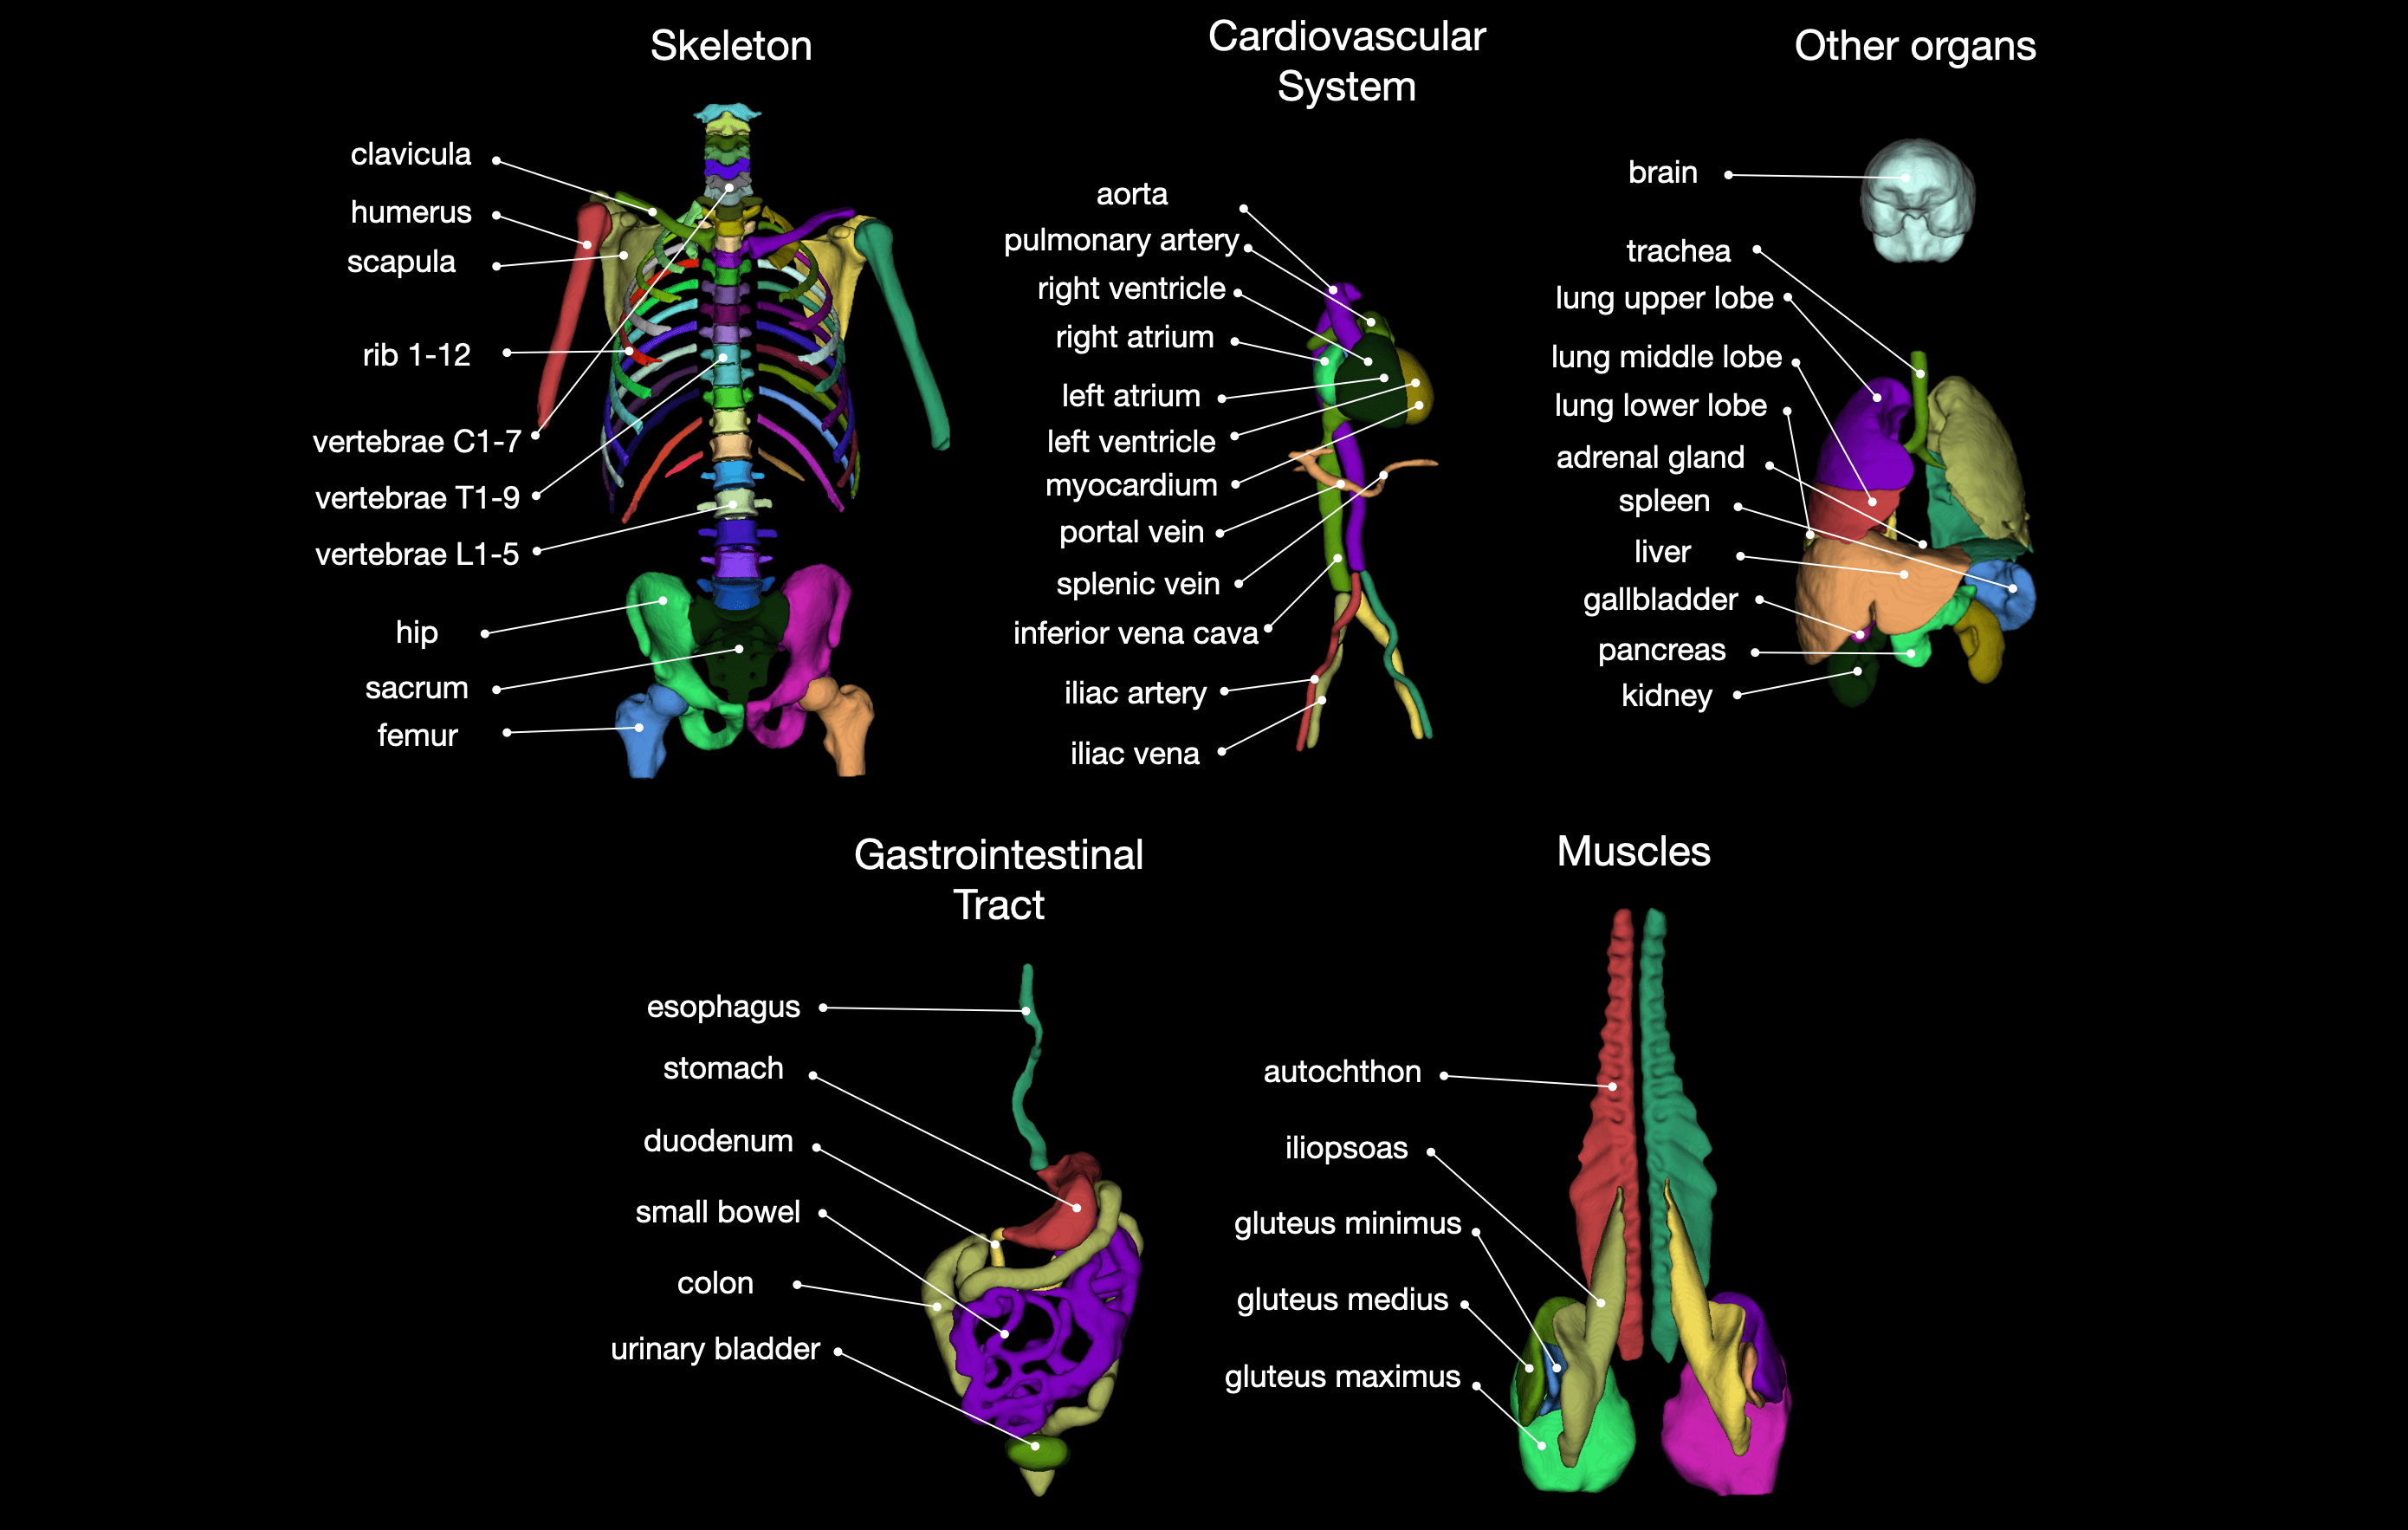 Skeleton
clavicula
humerus
scapula
rib 1-12
vertebrae C1-7
vertebrae T1-9
vertebrae L1-5
hip
sacrum
femur
Cardiovascular
System
aorta
pulmonary artery
right ventricle
right atrium
left atrium
left ventricle
myocardium
portal vein
splenic vein
inferior vena cava
iliac artery
iliac vena
Other organs
brain
trachea
lung upper lobe
lung middle lobe
lung lower lobe
adrenal gland
spleen
liver
gallbladder
pancreas
kidney
Gastrointestinal
Tract
esophagus
stomach
duodenum
small bowel
colon
urinary bladder
Muscles
autochthon
iliopsoas
gluteus minimus
gluteus medius
gluteus maximus